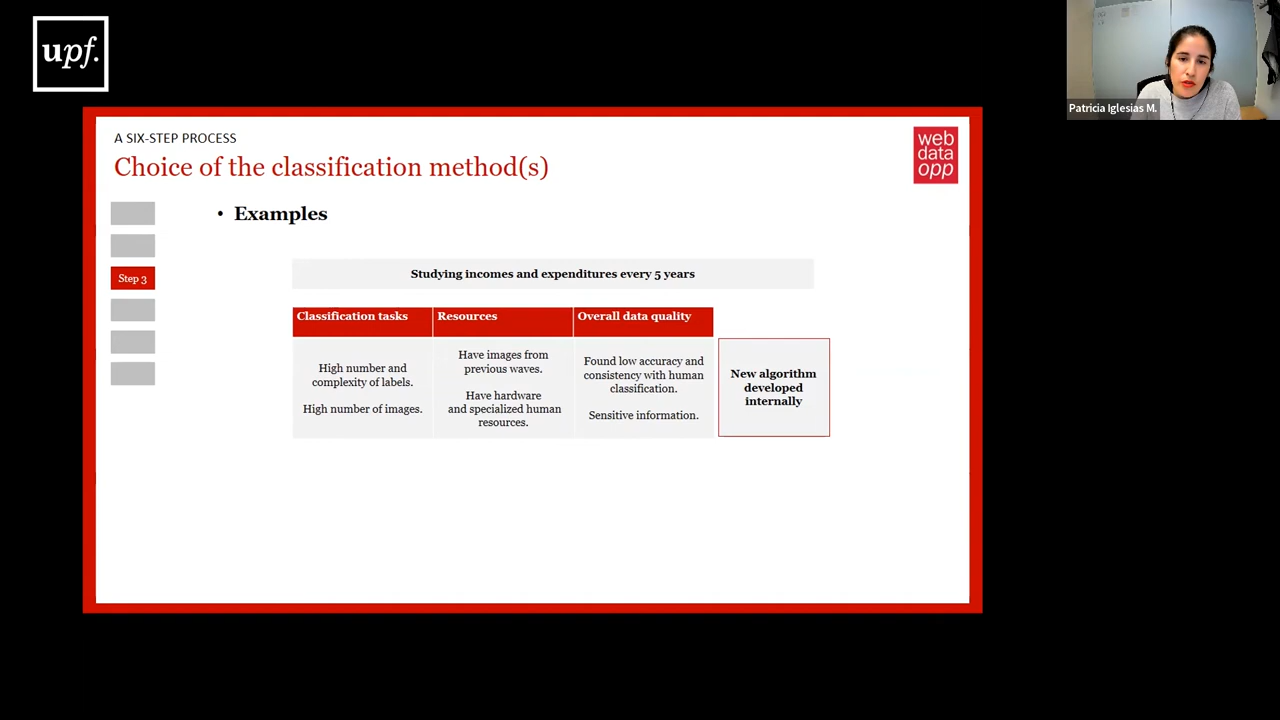 upf.
Patricia Iglesias M.
A SIX-STEP PROCESS
Choice of the classification method(s)
web
data
opp
• Examples
Step 3
Studying incomes and expenditures every 5 years
Classification tasks
Resources
Overall data quality
High number and
complexity of labels.
High number of images.
Have images from
previous waves.
Have hardware
and specialized human
resources.
Found low accuracy and
consistency with human
classification.
Sensitive information.
New algorithm
developed
internally